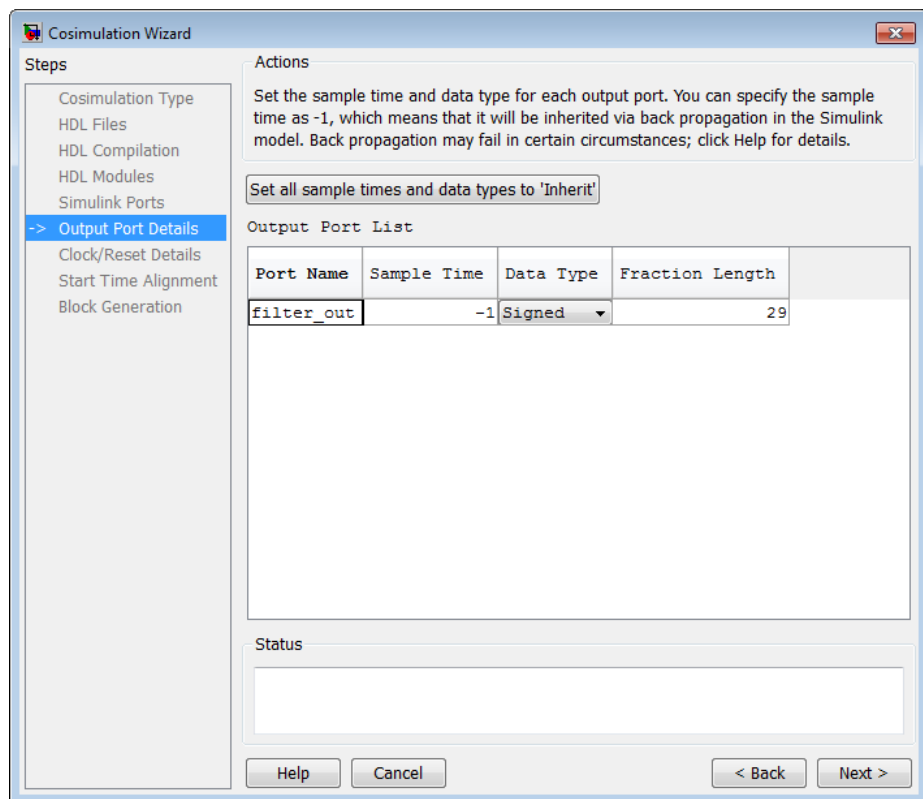 Cosimulation Wizard
Steps
Cosimulation Type
HDL Files
HDL Compilation
HDL Modules
Simulink Ports
-> Output Port Details
Clock/Reset Details
Start Time Alignment
Block Generation
Actions
Set the sample time and data type for each output port. You can specify the sample
time as -1, which means that it will be inherited via back propagation in the Simulink
model. Back propagation may fail in certain circumstances; click Help for details.
Set all sample times and data types to 'Inherit'
Output Port List
Port Name Sample Time Data Type Fraction Length
filter_out -1 Signed 29
Status
Help Cancel < Back Next >